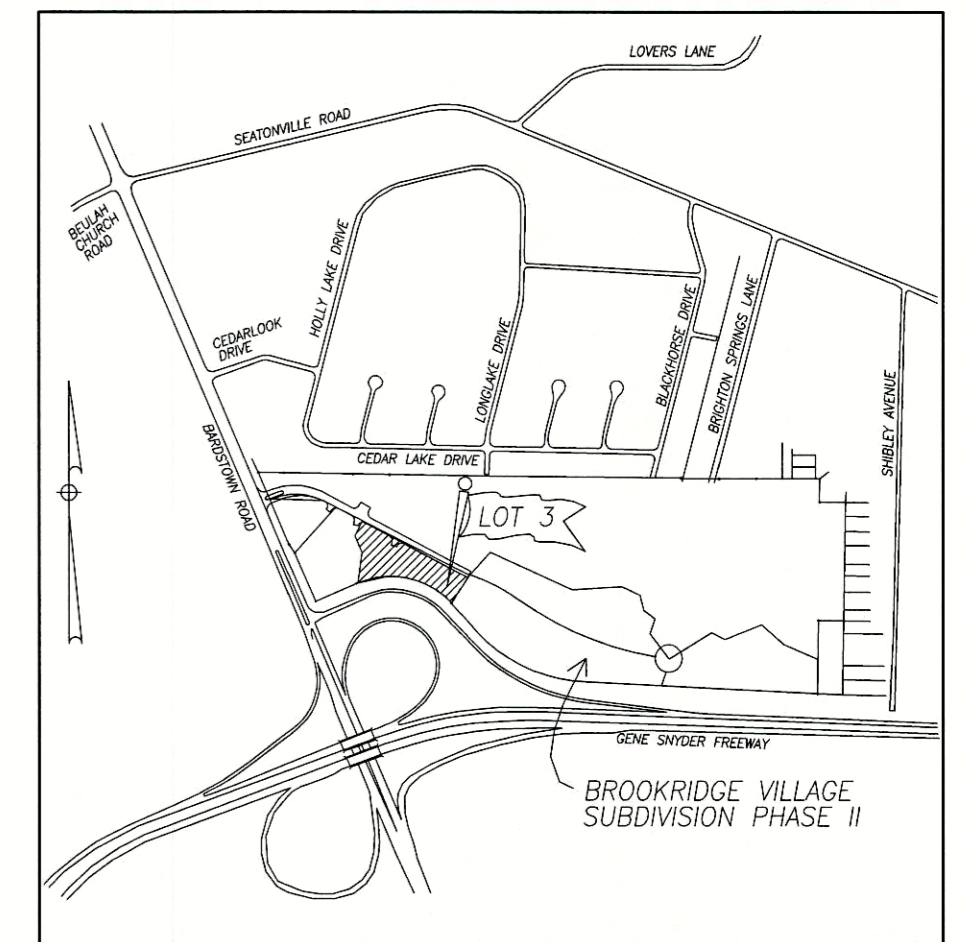 LOVERS LANE
SEATONVILLE ROAD
BEULAH
CHURCH
ROAD
HOLLY LAKE DRIVE
CEDARLOOK
DRIVE
LONGLAKE DRIVE
BLACKHORSE DRIVE
BRIGHTON SPRINGS LANE
SHIBLEY AVENUE
BARDSTOWN ROAD
CEDAR LAKE DRIVE
LOT 3
GENE SNYDER FREEWAY
BROOKRIDGE VILLAGE
SUBDIVISION PHASE II